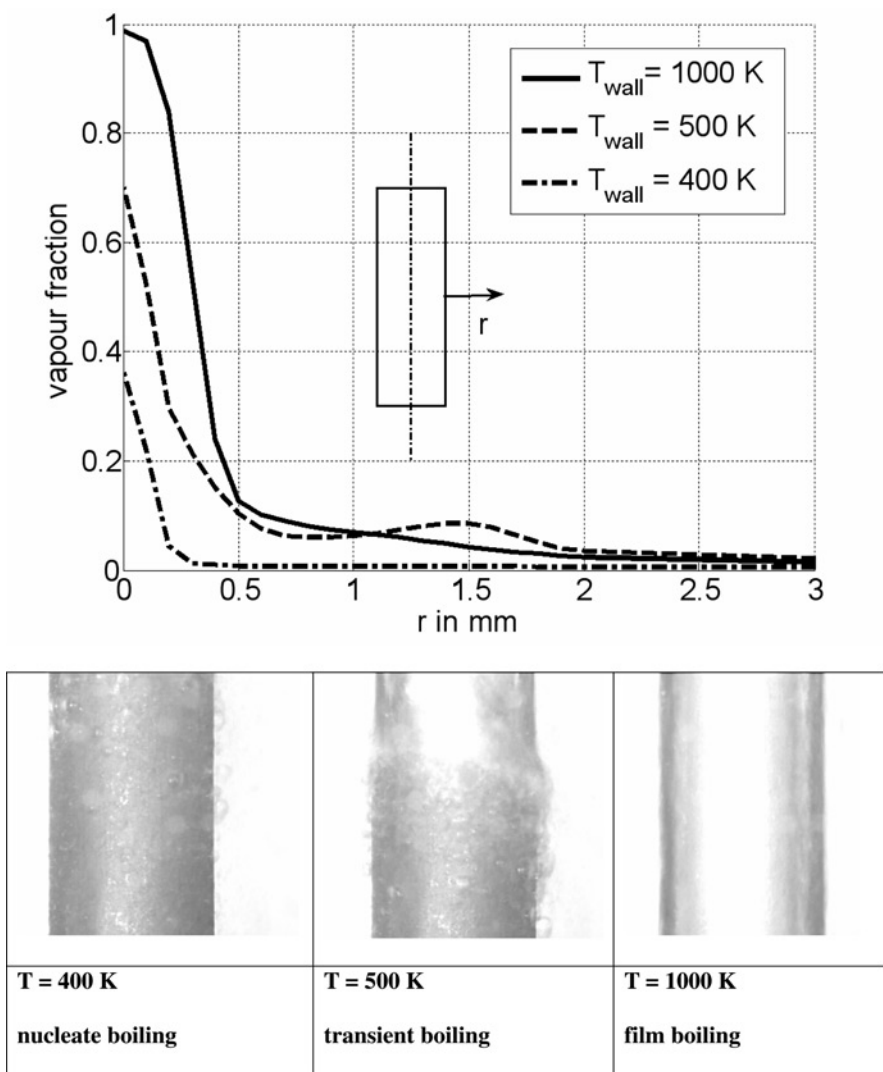 1
0.8
0.6
0.4
0.2
0
vapour fraction
T_wall = 1000 K
T_wall = 500 K
T_wall = 400 K
r
0 0.5 1 1.5 2 2.5 3
r in mm
T = 400 K
nucleate boiling
T = 500 K
transient boiling
T = 1000 K
film boiling